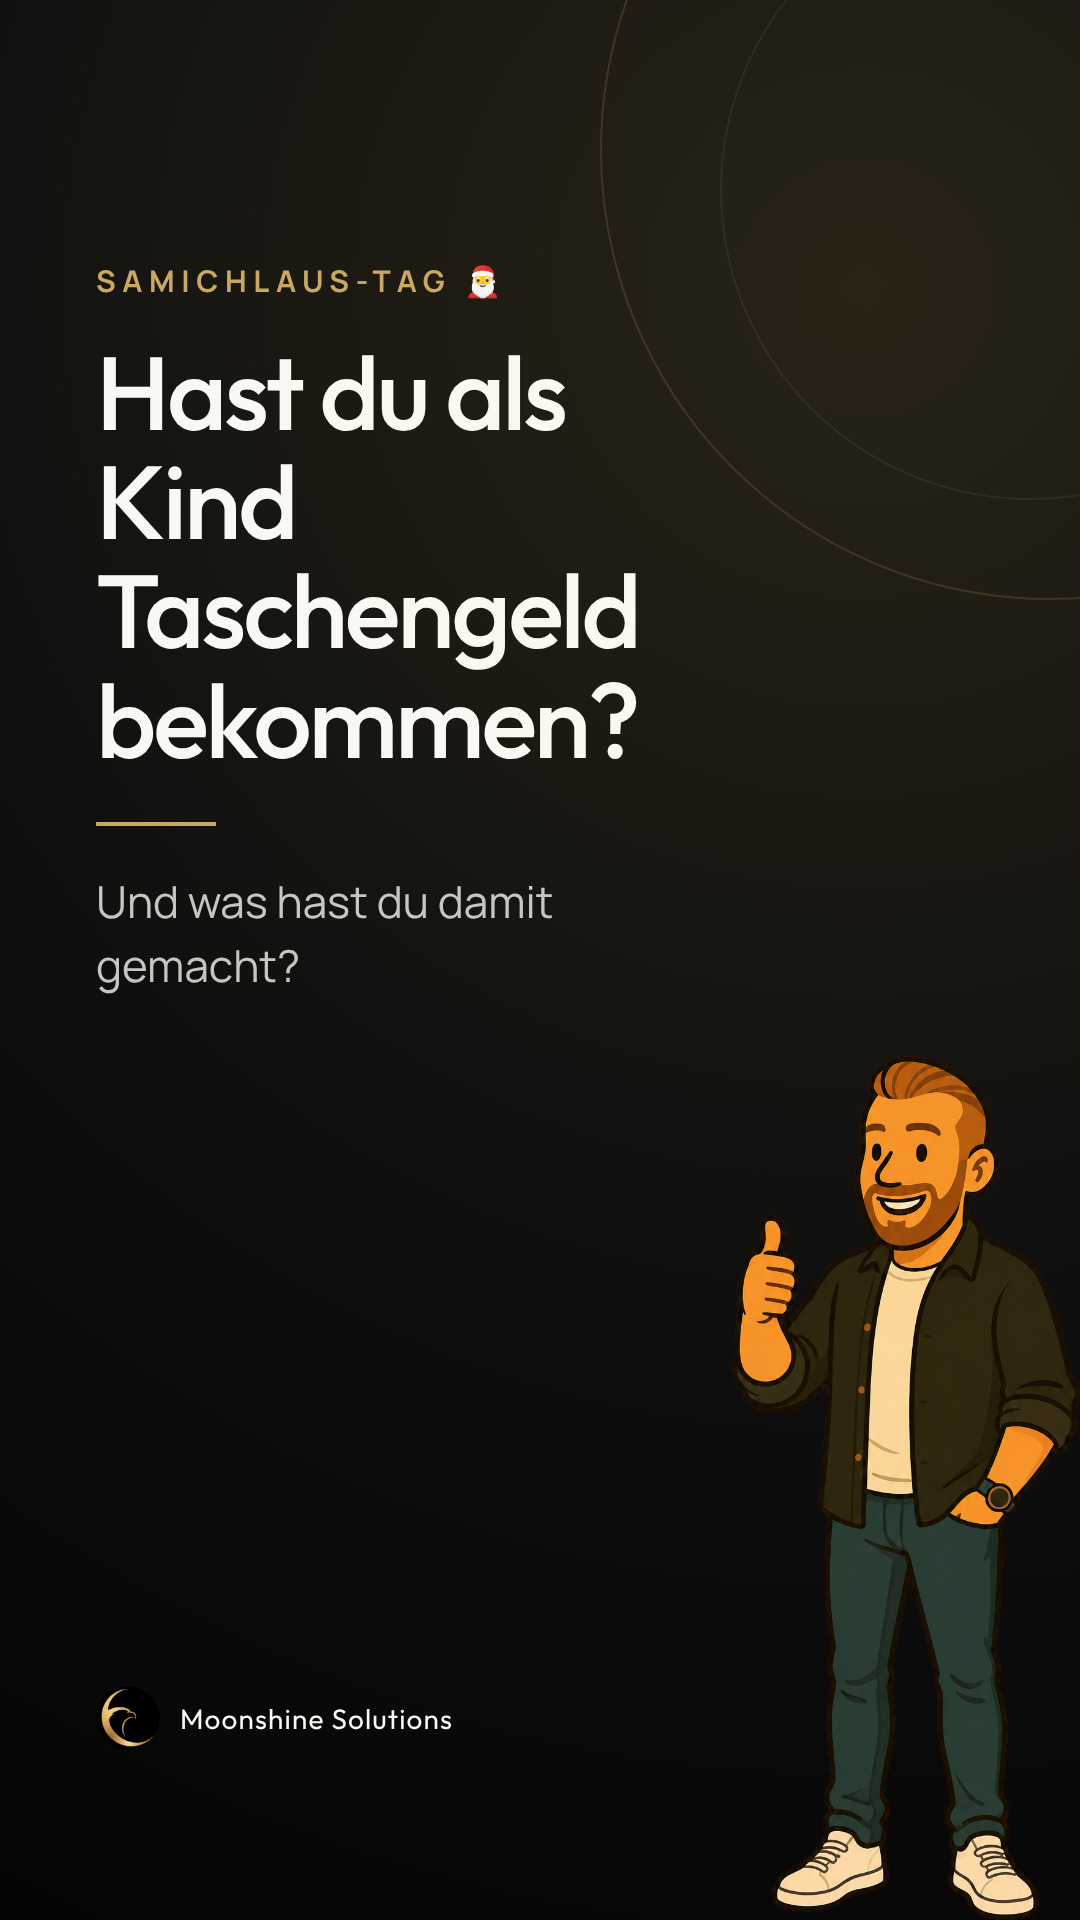 SAMICHLAUS-TAG 🎅
Hast du als
Kind
Taschengeld
bekommen?
Und was hast du damit
gemacht?
Moonshine Solutions